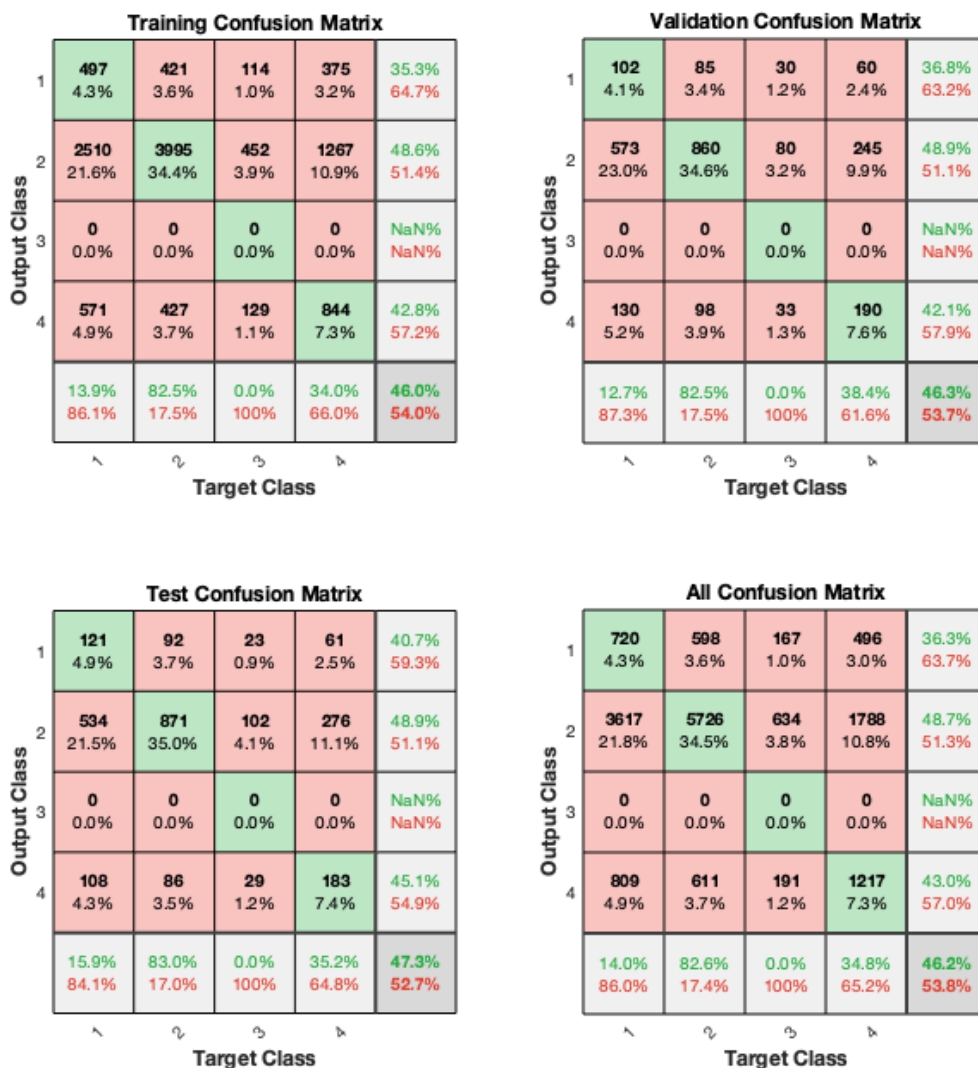 Training Confusion Matrix
Output Class
1
497 421 114 375 35.3%
4.3% 3.6% 1.0% 3.2% 64.7%
2
2510 3995 452 1267 48.6%
21.6% 34.4% 3.9% 10.9% 51.4%
3
0 0 0 0 NaN%
0.0% 0.0% 0.0% 0.0% NaN%
4
571 427 129 844 42.8%
4.9% 3.7% 1.1% 7.3% 57.2%
13.9% 82.5% 0.0% 34.0% 46.0%
86.1% 17.5% 100% 66.0% 54.0%
1 2 3 4
Target Class
Validation Confusion Matrix
Output Class
1
102 85 30 60 36.8%
4.1% 3.4% 1.2% 2.4% 63.2%
2
573 860 80 245 48.9%
23.0% 34.6% 3.2% 9.9% 51.1%
3
0 0 0 0 NaN%
0.0% 0.0% 0.0% 0.0% NaN%
4
130 98 33 190 42.1%
5.2% 3.9% 1.3% 7.6% 57.9%
12.7% 82.5% 0.0% 38.4% 46.3%
87.3% 17.5% 100% 61.6% 53.7%
1 2 3 4
Target Class
Test Confusion Matrix
Output Class
1
121 92 23 61 40.7%
4.9% 3.7% 0.9% 2.5% 59.3%
2
534 871 102 276 48.9%
21.5% 35.0% 4.1% 11.1% 51.1%
3
0 0 0 0 NaN%
0.0% 0.0% 0.0% 0.0% NaN%
4
108 86 29 183 45.1%
4.3% 3.5% 1.2% 7.4% 54.9%
15.9% 83.0% 0.0% 35.2% 47.3%
84.1% 17.0% 100% 64.8% 52.7%
1 2 3 4
Target Class
All Confusion Matrix
Output Class
1
720 598 167 496 36.3%
4.3% 3.6% 1.0% 3.0% 63.7%
2
3617 5726 634 1788 48.7%
21.8% 34.5% 3.8% 10.8% 51.3%
3
0 0 0 0 NaN%
0.0% 0.0% 0.0% 0.0% NaN%
4
809 611 191 1217 43.0%
4.9% 3.7% 1.2% 7.3% 57.0%
14.0% 82.6% 0.0% 34.8% 46.2%
86.0% 17.4% 100% 65.2% 53.8%
1 2 3 4
Target Class